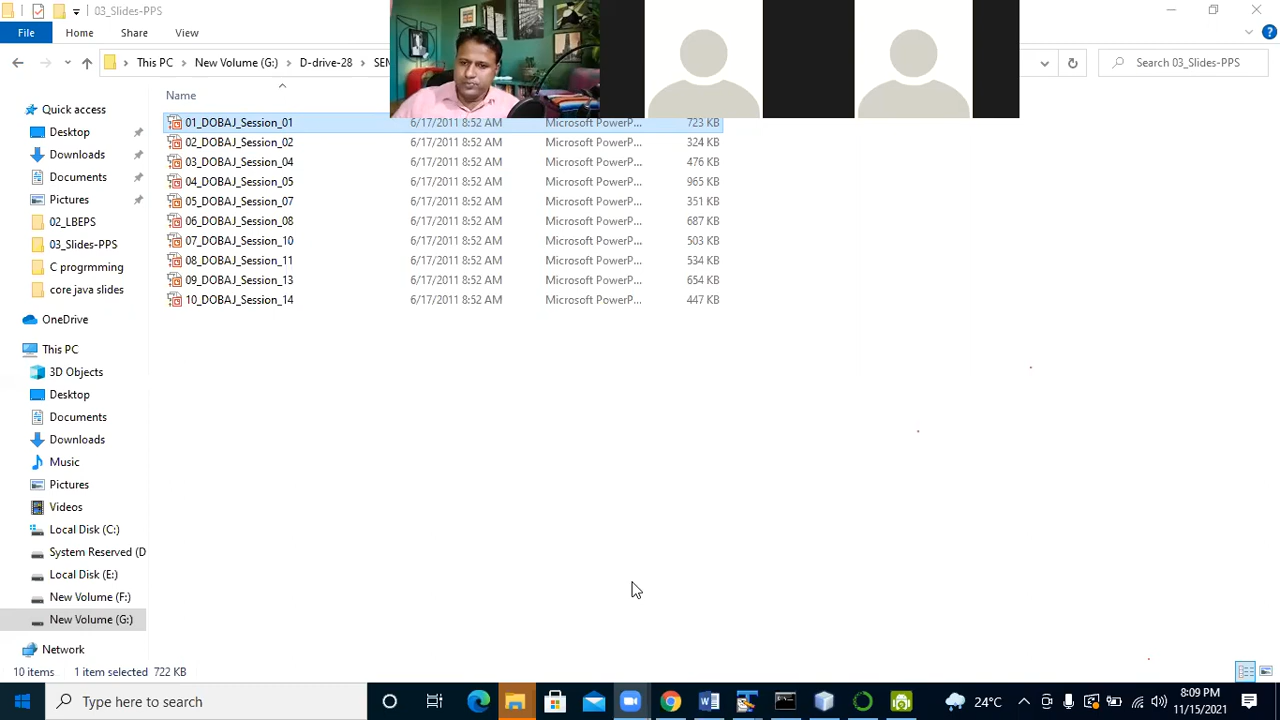 03_Slides-PPS
File Home Share View
This PC New Volume (G:) D-drive-28 Search 03_Slides-PPS
Name
Quick access
Desktop
Downloads
Documents
Pictures
02_LBEPS
03_Slides-PPS
C progrmming
core java slides
OneDrive
This PC
3D Objects
Desktop
Documents
Downloads
Music
Pictures
Videos
Local Disk (C:)
System Reserved (D
Local Disk (E:)
New Volume (F:)
New Volume (G:)
Network
01_DOBAJ_Session_01 6/17/2011 8:52 AM Microsoft PowerP... 723 KB
02_DOBAJ_Session_02 6/17/2011 8:52 AM Microsoft PowerP... 324 KB
03_DOBAJ_Session_04 6/17/2011 8:52 AM Microsoft PowerP... 476 KB
04_DOBAJ_Session_05 6/17/2011 8:52 AM Microsoft PowerP... 965 KB
05_DOBAJ_Session_07 6/17/2011 8:52 AM Microsoft PowerP... 351 KB
06_DOBAJ_Session_08 6/17/2011 8:52 AM Microsoft PowerP... 687 KB
07_DOBAJ_Session_10 6/17/2011 8:52 AM Microsoft PowerP... 503 KB
08_DOBAJ_Session_11 6/17/2011 8:52 AM Microsoft PowerP... 534 KB
09_DOBAJ_Session_13 6/17/2011 8:52 AM Microsoft PowerP... 654 KB
10_DOBAJ_Session_14 6/17/2011 8:52 AM Microsoft PowerP... 447 KB
10 items 1 item selected 722 KB
Type here to search 24°C 8:09 PM
11/15/2021